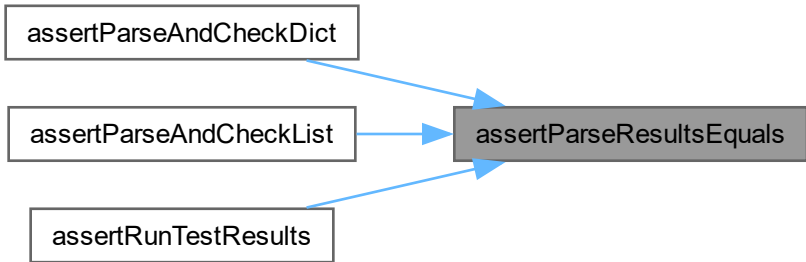 assertParseAndCheckDict
assertParseAndCheckList
assertParseResultsEquals
assertRunTestResults